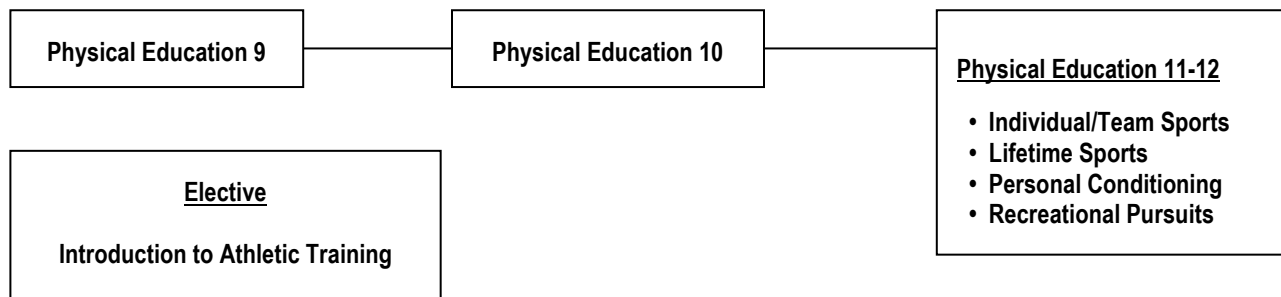 Physical Education 9
Physical Education 10
Physical Education 11-12
• Individual/Team Sports
• Lifetime Sports
• Personal Conditioning
• Recreational Pursuits
Elective
Introduction to Athletic Training